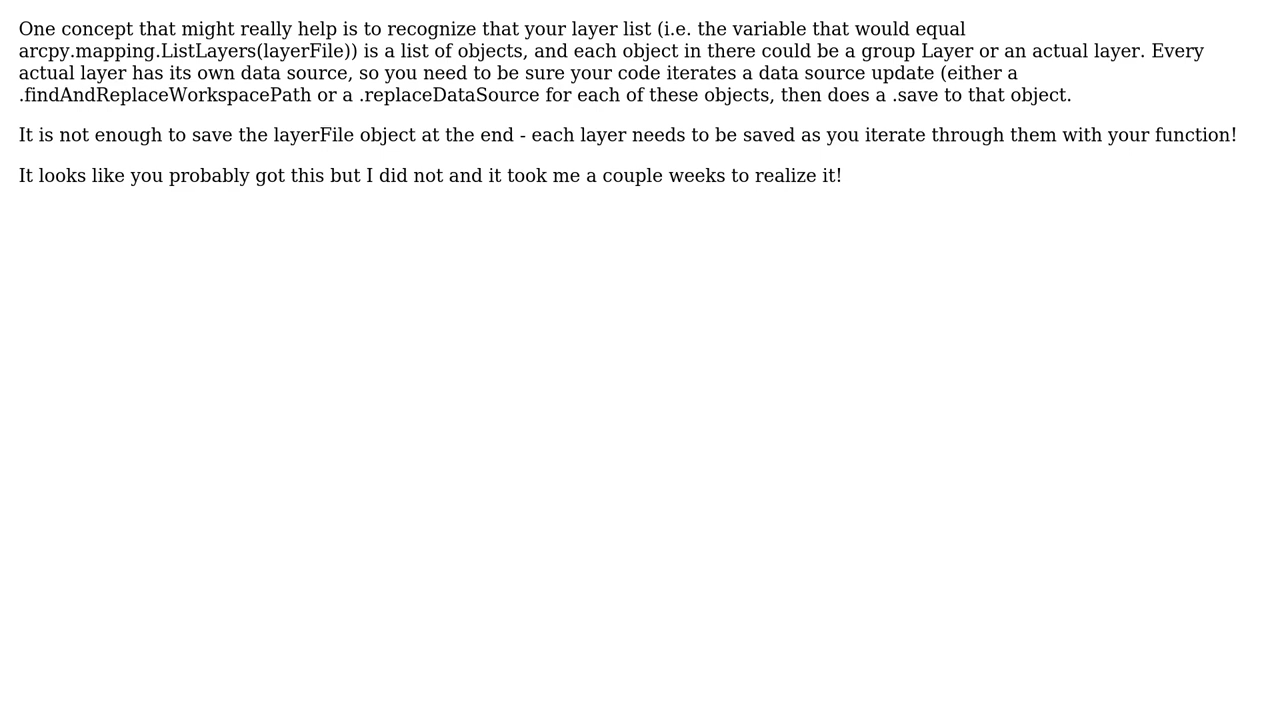 One concept that might really help is to recognize that your layer list (i.e. the variable that would equal
arcpy.mapping.ListLayers(layerFile)) is a list of objects, and each object in there could be a group Layer or an actual layer. Every
actual layer has its own data source, so you need to be sure your code iterates a data source update (either a
.findAndReplaceWorkspacePath or a .replaceDataSource for each of these objects, then does a .save to that object.
It is not enough to save the layerFile object at the end - each layer needs to be saved as you iterate through them with your function!
It looks like you probably got this but I did not and it took me a couple weeks to realize it!